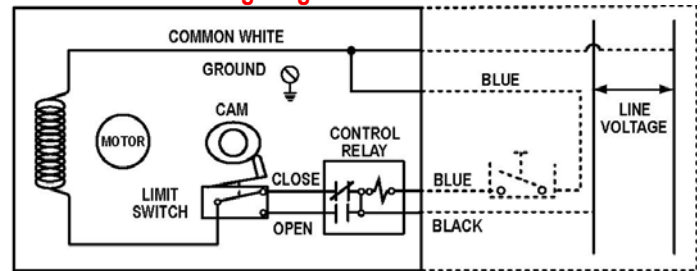 COMMON WHITE
GROUND
BLUE
CAM
LINE
VOLTAGE
MOTOR
CONTROL
RELAY
CLOSE
BLUE
LIMIT
SWITCH
OPEN
BLACK